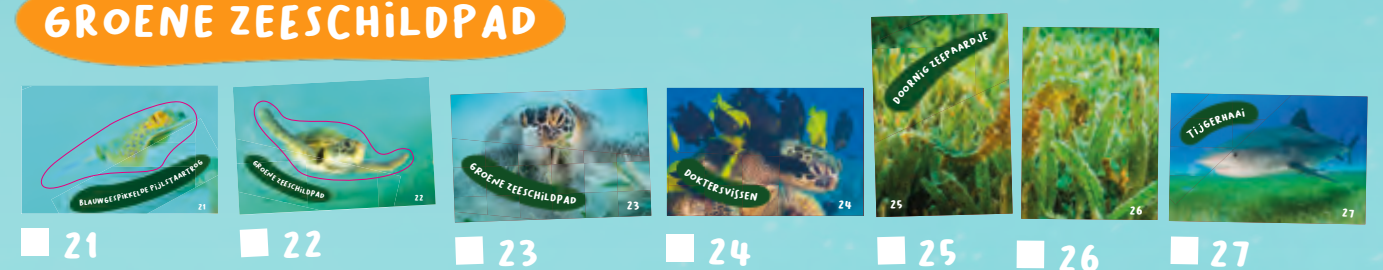 GROENE ZEESCHILDPAD
BLAUWGESPIKKELDE PIJLSTAARTROG
21
GROENE ZEESCHILDPAD
22
GROENE ZEESCHILDPAD
23
DOKTERSVISSEN
24
DOORNIG ZEEPAARDJE
25
26
TIJGERHAAI
27
21
22
23
24
25
26
27